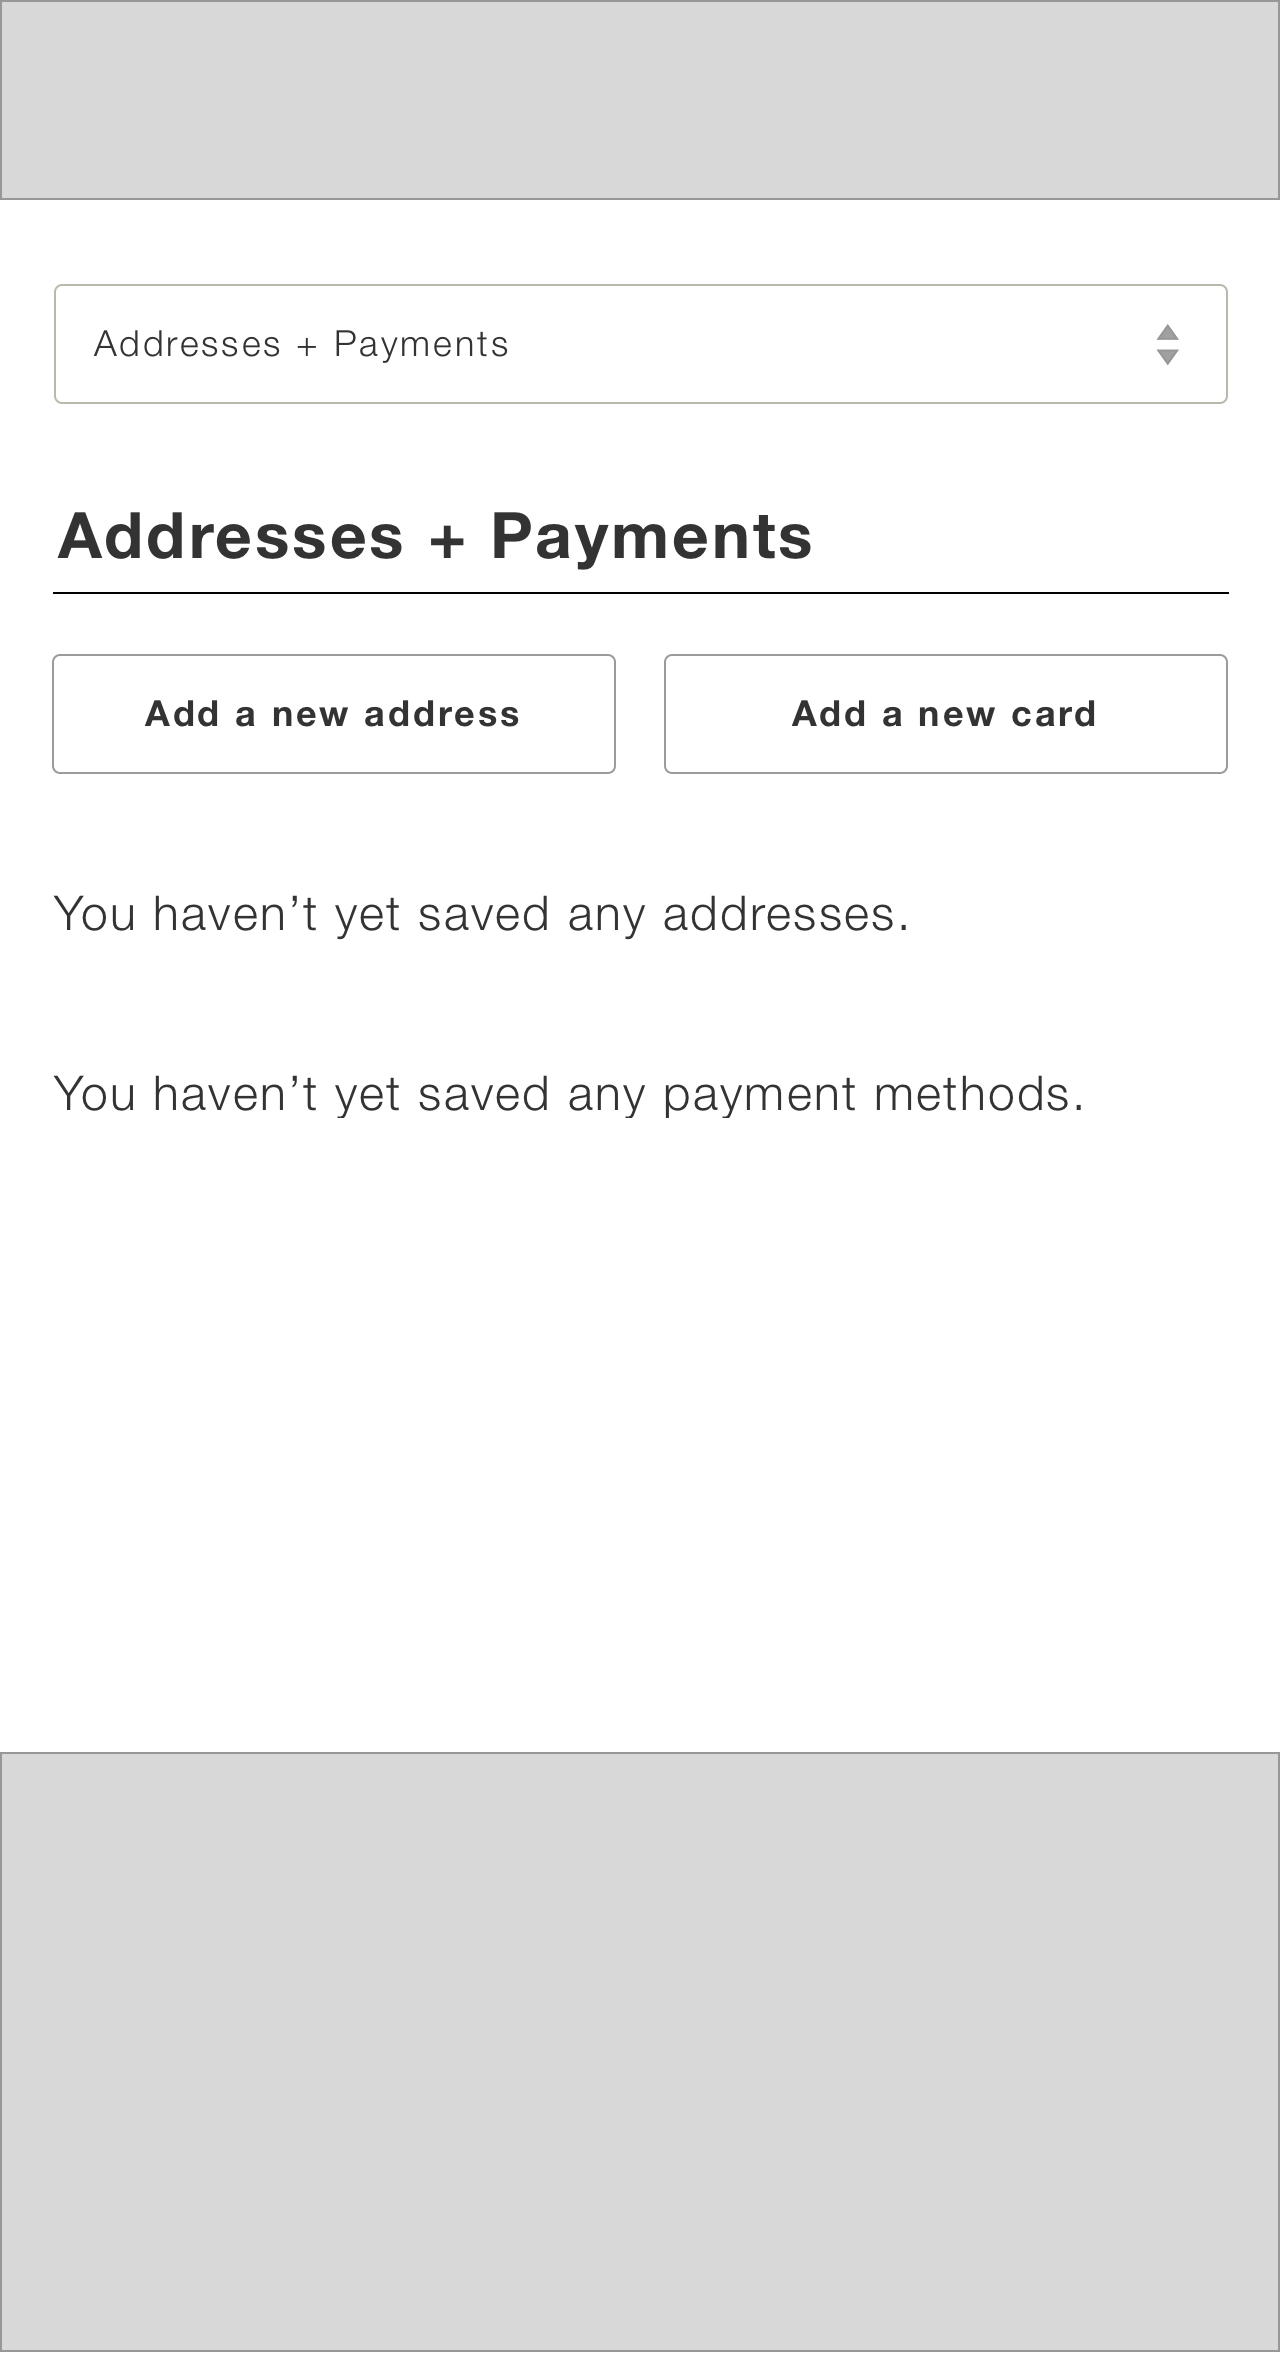 Addresses + Payments
Addresses + Payments
Add a new address
Add a new card
You haven’t yet saved any addresses.
You haven’t yet saved any payment methods.